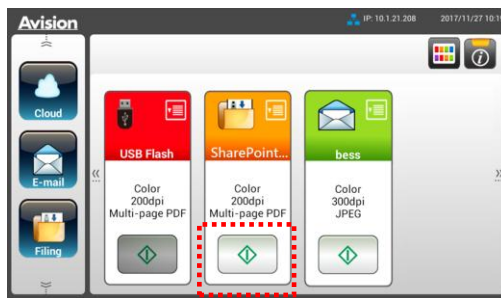 Avision
IP: 10.1.21.208
2017/11/27 10:19
Cloud
E-mail
Filing
USB Flash
Color
200dpi
Multi-page PDF
SharePoint...
Color
200dpi
Multi-page PDF
bess
Color
300dpi
JPEG